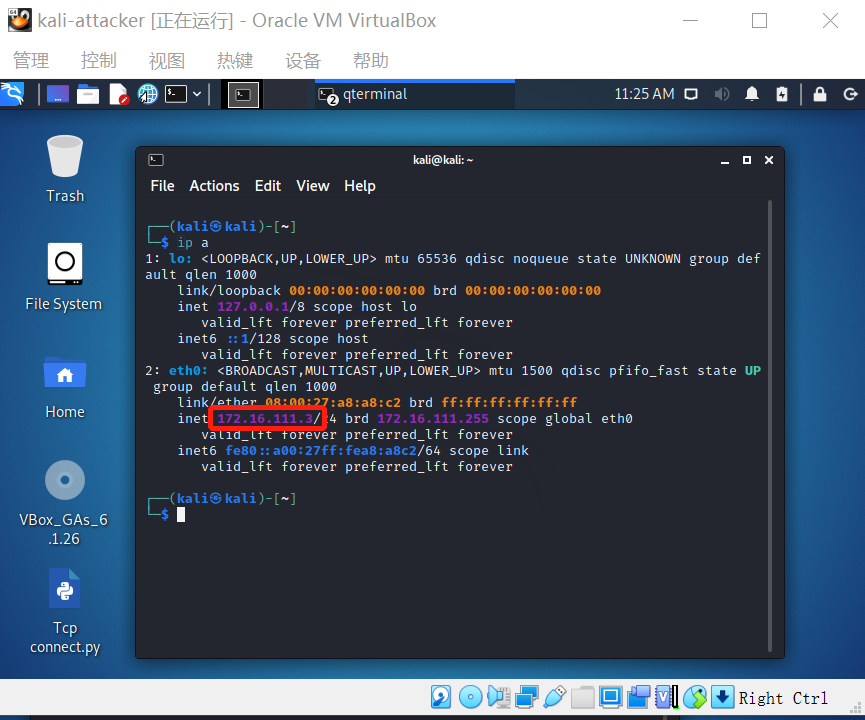 kali-attacker [正在运行] - Oracle VM VirtualBox
管理 控制 视图 热键 设备 帮助
2 qterminal 11:25 AM
Trash
File System
Home
VBox_GAs_6
.1.26
Tcp
connect.py
kali@kali: ~
File Actions Edit View Help
┌──(kali㉿kali)-[~]
└─$ ip a
1: lo: <LOOPBACK,UP,LOWER_UP> mtu 65536 qdisc noqueue state UNKNOWN group def
ault qlen 1000
link/loopback 00:00:00:00:00:00 brd 00:00:00:00:00:00
inet 127.0.0.1/8 scope host lo
valid_lft forever preferred_lft forever
inet6 ::1/128 scope host
valid_lft forever preferred_lft forever
2: eth0: <BROADCAST,MULTICAST,UP,LOWER_UP> mtu 1500 qdisc pfifo_fast state UP
group default qlen 1000
link/ether 08:00:27:a8:a8:c2 brd ff:ff:ff:ff:ff:ff
inet 172.16.111.3/24 brd 172.16.111.255 scope global eth0
valid_lft forever preferred_lft forever
inet6 fe80::a00:27ff:fea8:a8c2/64 scope link
valid_lft forever preferred_lft forever
┌──(kali㉿kali)-[~]
└─$
Right Ctrl